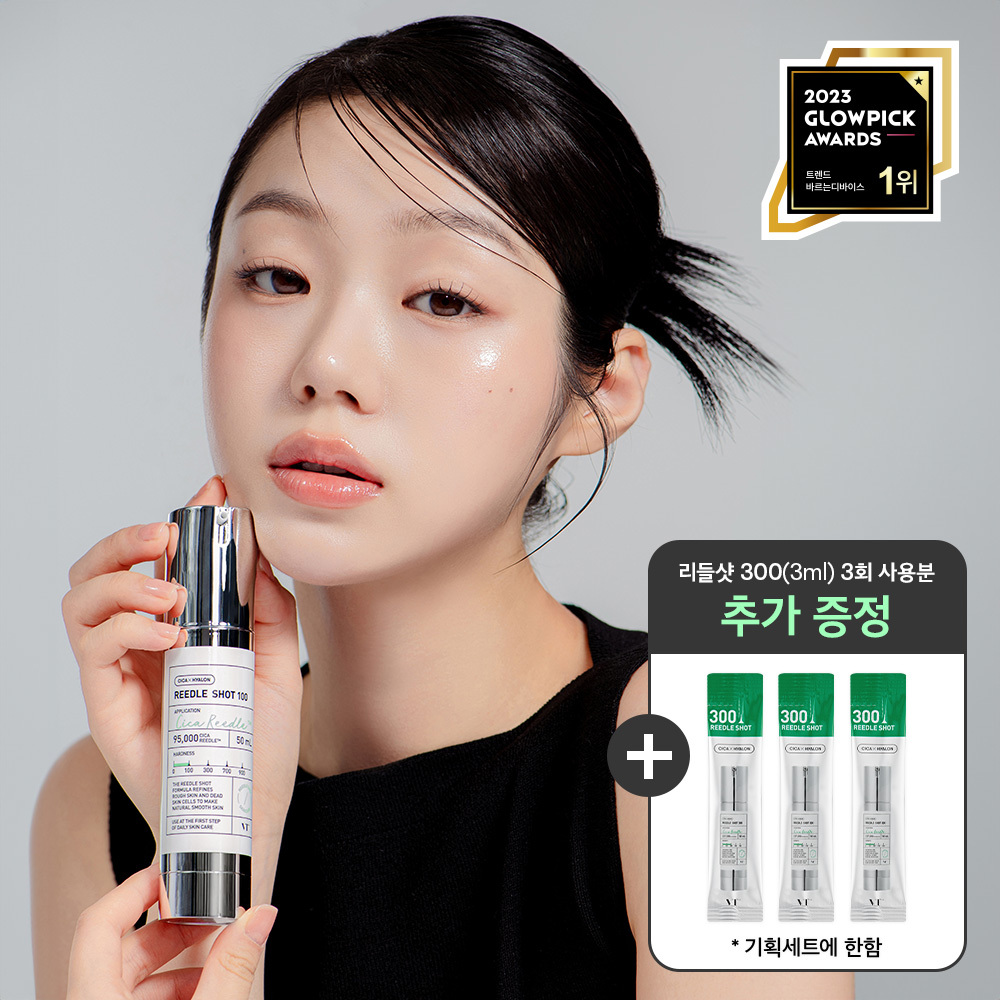 2023
GLOWPICK
AWARDS
트렌드
바르는디바이스 1위
CICA × HYALON
REEDLE SHOT 100
APPLICATION
Cica Reedle™
95,000 CICA REEDLE™ 50 mL
HARDNESS
0 100 300 700 900
THE REEDLE SHOT
FORMULA REFINES
ROUGH SKIN AND DEAD
SKIN CELLS TO MAKE
NATURAL SMOOTH SKIN
USE AT THE FIRST STEP
OF DAILY SKIN CARE
VT
리들샷 300(3ml) 3회 사용분
추가 증정
+
300
REEDLE SHOT
CICA × HYALON
VT
300
REEDLE SHOT
CICA × HYALON
VT
300
REEDLE SHOT
CICA × HYALON
VT
* 기획세트에 한함